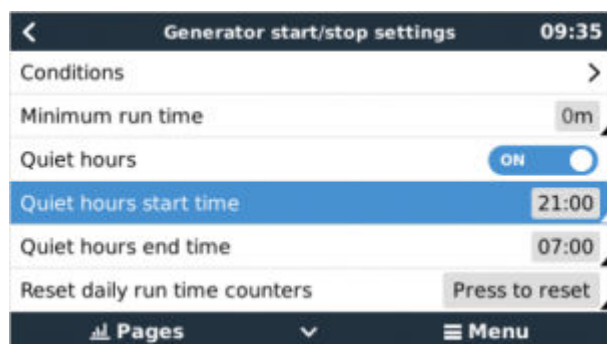 Generator start/stop settings 09:35
Conditions
Minimum run time 0m
Quiet hours ON
Quiet hours start time 21:00
Quiet hours end time 07:00
Reset daily run time counters Press to reset
Pages Menu